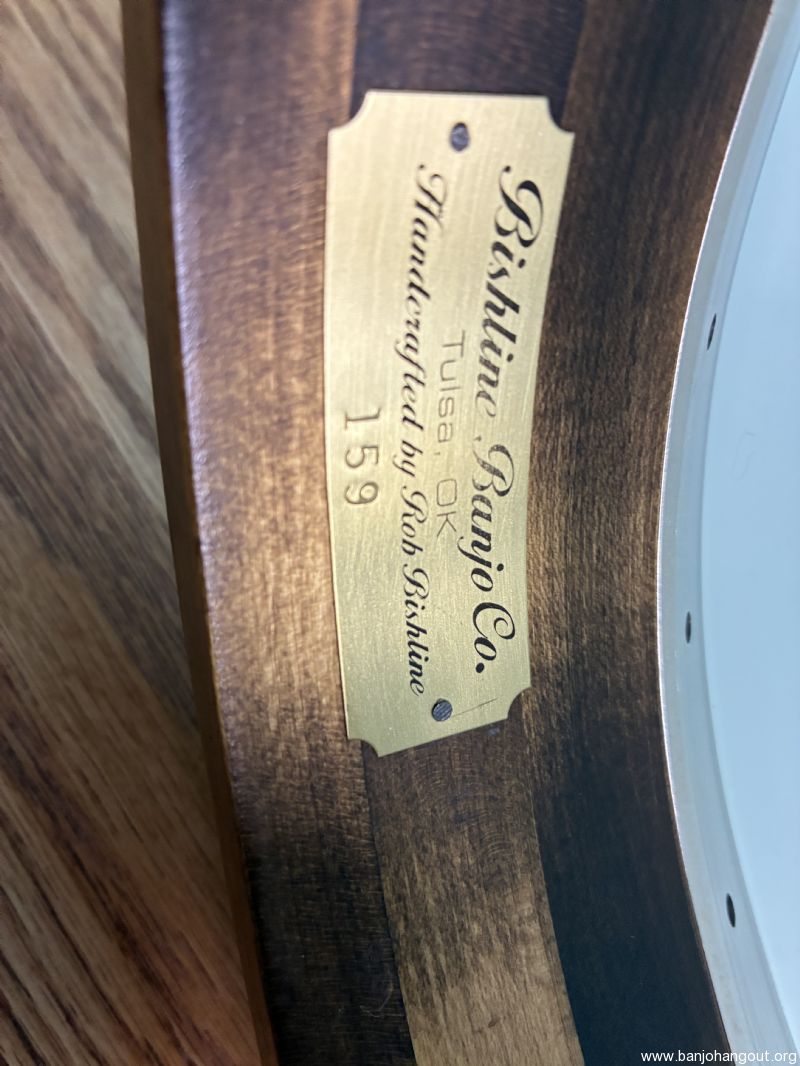 Bishline Banjo Co.
Tulsa, OK
Handcrafted by Rob Bishline
159
www.banjohangout.org